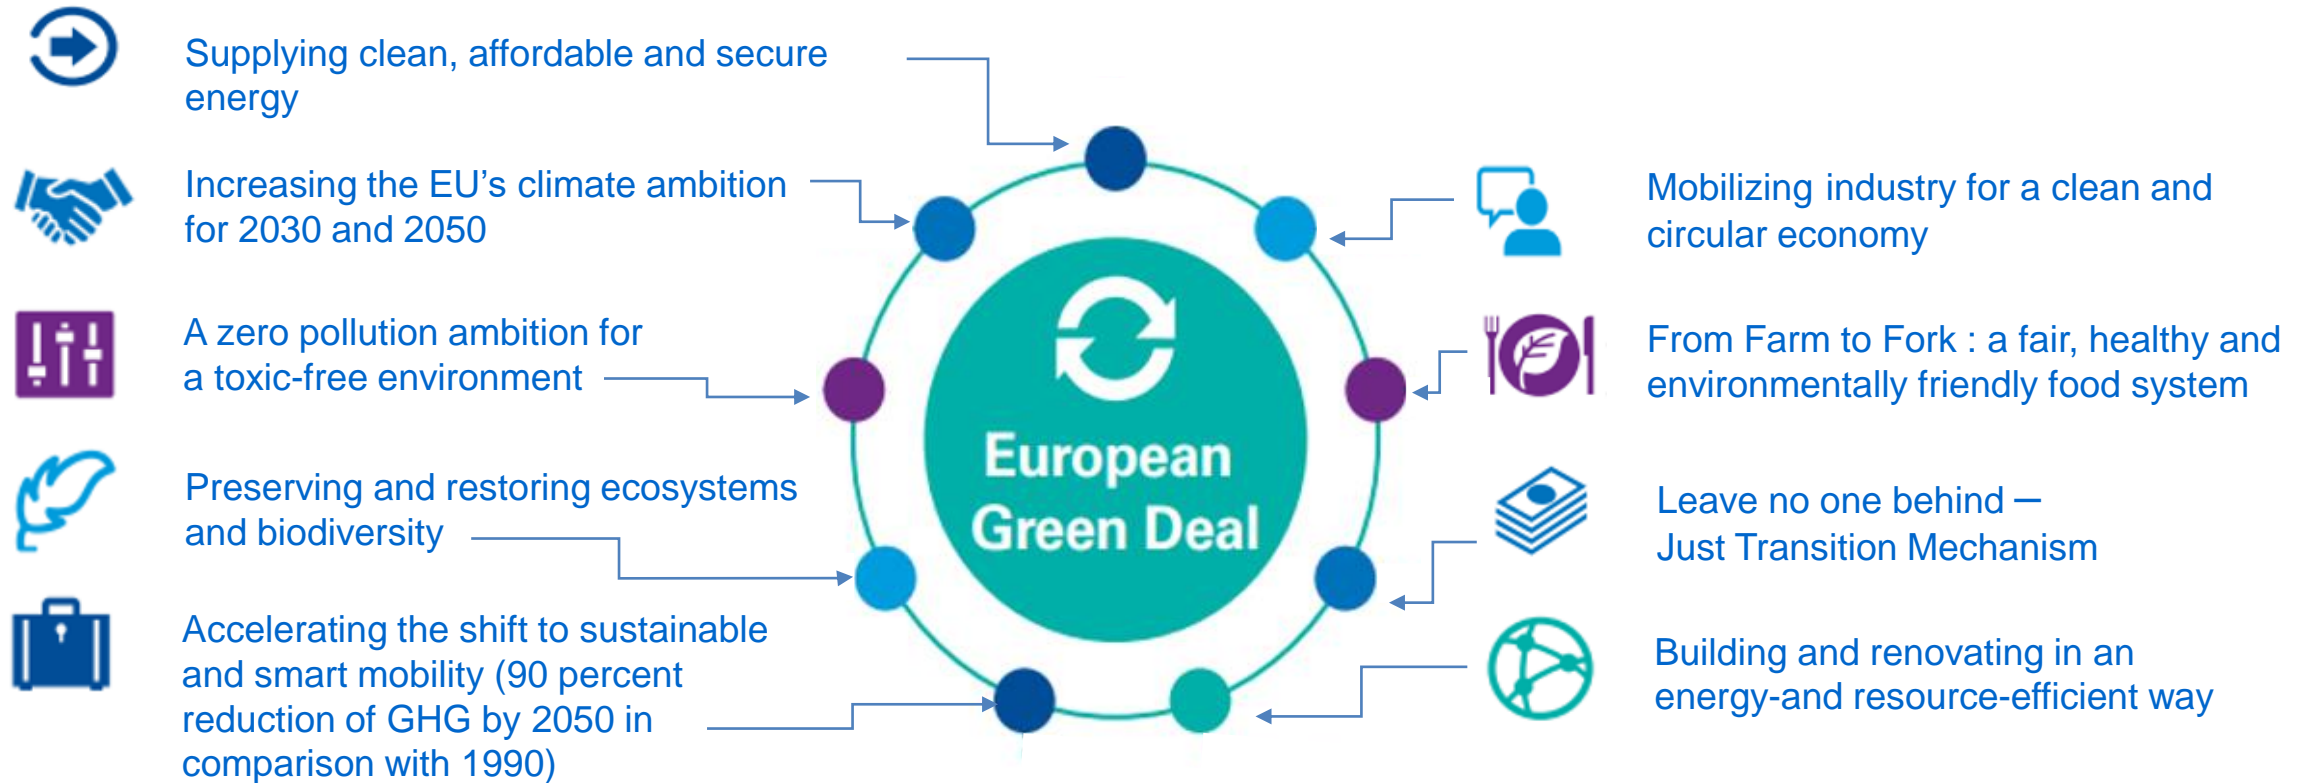 Supplying clean, affordable and secure
energy
Increasing the EU’s climate ambition
for 2030 and 2050
A zero pollution ambition for
a toxic-free environment
Preserving and restoring ecosystems
and biodiversity
Accelerating the shift to sustainable
and smart mobility (90 percent
reduction of GHG by 2050 in
comparison with 1990)
European
Green Deal
Mobilizing industry for a clean and
circular economy
From Farm to Fork : a fair, healthy and
environmentally friendly food system
Leave no one behind –
Just Transition Mechanism
Building and renovating in an
energy-and resource-efficient way